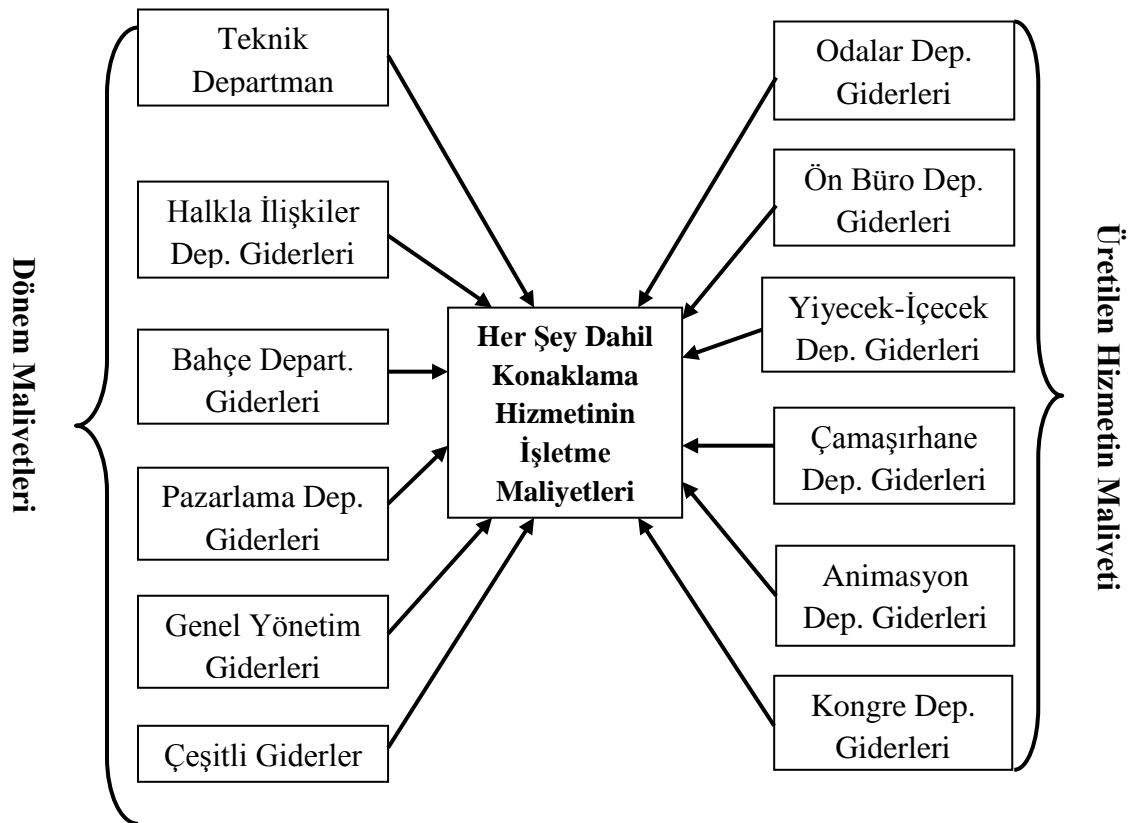 Dönem Maliyetleri
Teknik
Departman
Halkla İlişkiler
Dep. Giderleri
Bahçe Depart.
Giderleri
Pazarlama Dep.
Giderleri
Genel Yönetim
Giderleri
Çeşitli Giderler
Her Şey Dahil
Konaklama
Hizmetinin
İşletme
Maliyetleri
Odalar Dep.
Giderleri
Ön Büro Dep.
Giderleri
Yiyecek-İçecek
Dep. Giderleri
Çamaşırhane
Dep. Giderleri
Animasyon
Dep. Giderleri
Kongre Dep.
Giderleri
Üretilen Hizmetin Maliyeti